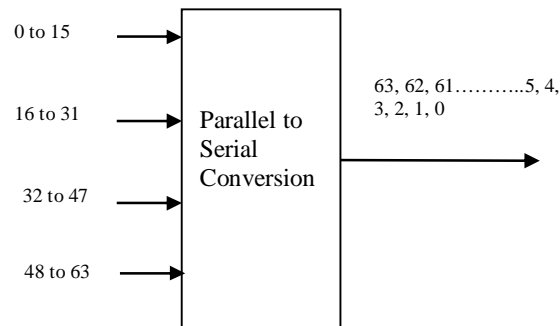 0 to 15
16 to 31
32 to 47
48 to 63
Parallel to
Serial
Conversion
63, 62, 61………..5, 4,
3, 2, 1, 0